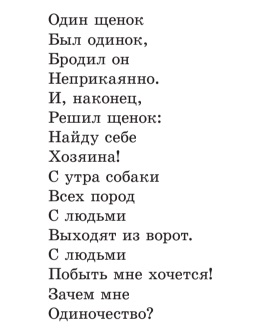 Один щенок
Был одинок,
Бродил он
Неприкаянно.
И, наконец,
Решил щенок:
Найду себе
Хозяина!
С утра собаки
Всех пород
С людьми
Выходят из ворот.
С людьми
Побыть мне хочется!
Зачем мне
Одиночество?